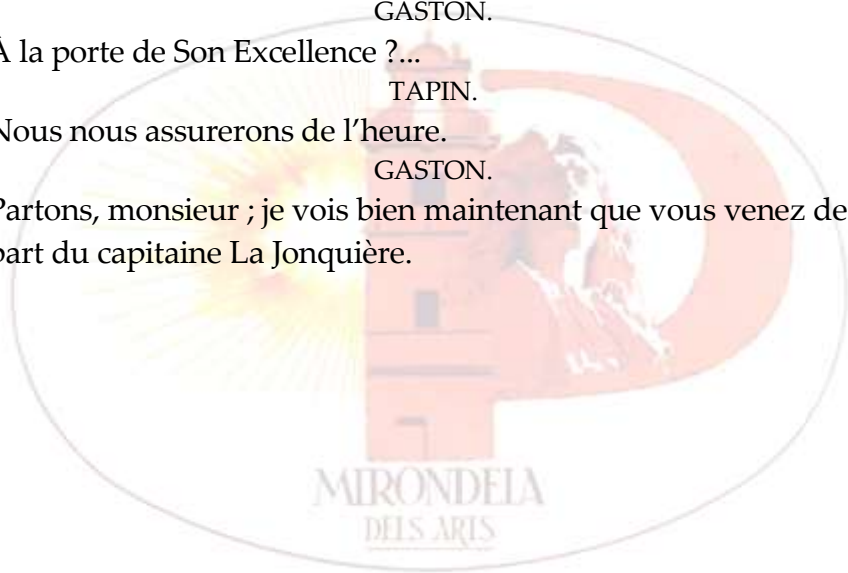 GASTON.
À la porte de Son Excellence ?...
TAPIN.
Nous nous assurerons de l’heure.
GASTON.
Partons, monsieur ; je vois bien maintenant que vous venez de
part du capitaine La Jonquière.
MIRONDELA
DELS ARTS